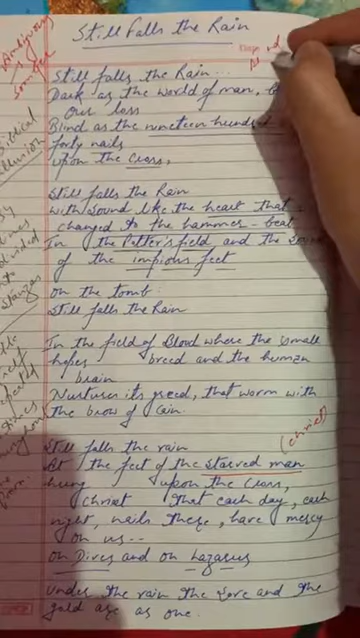 Still Falls the Rain
Still falls the Rain...
Dark as the world of man,
Our loss
Blind as the nineteen hundred
forty nails
upon the Cross,
Still falls the Rain
with sound like the heart that
changed to the hammer-beat
In the Potter's field, and the
of the impious feet
on the tomb.
Still falls the Rain
In the field of Blood where the small
hopes breed and the human
brain
Nurtures its greed, that worm with
the brow of Cain.
Still falls the rain (christ)
At the feet of the starved man
hung upon the Cross,
Christ that each day, each
night, nails there, have mercy
on us..
on Dives and on Lazarus
under the rain the sore and the
gold are as one.
Biblical
allusion
divided
Stanzas